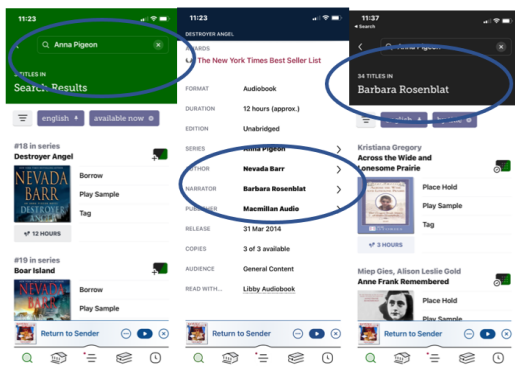 11:23
Anna Pigeon
TITLES IN
Search Results
english
available now
#18 in series
Destroyer Angel
NEVADA
BARR
DESTROYER
Borrow
Play Sample
Tag
12 HOURS
#19 in series
Boar Island
NEVADA
Borrow
Play Sample
Return to Sender
11:23
DESTROYER ANGEL
AWARDS
The New York Times Best Seller List
FORMAT Audiobook
DURATION 12 hours (approx.)
EDITION Unabridged
SERIES Anna Pigeon
AUTHOR Nevada Barr
NARRATOR Barbara Rosenblat
PUBLISHER Macmillan Audio
RELEASE 31 Mar 2014
COPIES 3 of 3 available
AUDIENCE General Content
READ WITH... Libby Audiobook
Return to Sender
11:37
Search
Anna Pigeon
34 TITLES IN
Barbara Rosenblat
english
Kristiana Gregory
Across the Wide and
Lonesome Prairie
Place Hold
Play Sample
Tag
3 HOURS
Miep Gies, Alison Leslie Gold
Anne Frank Remembered
Place Hold
Play Sample
Return to Sender